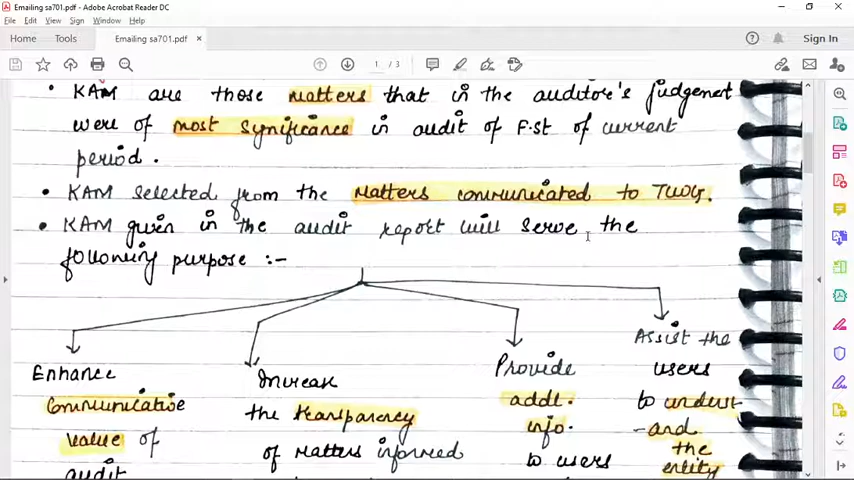 Emailing sa701.pdf - Adobe Acrobat Reader DC
File Edit View Sign Window Help
Home Tools Emailing sa701.pdf × Sign In
1 / 3
• KAM are those matters that in the auditor's judgement
were of most significance in audit of F.st of current
period.
• KAM selected from the matters communicated to TWG.
• KAM given in the audit report will serve the
following purpose :-
Enhance
Communicative
value of
audit
Increase
the transparency
of matters informed
Provide
addl.
info.
to users
Assist the
users
to underst
-and
the
entity